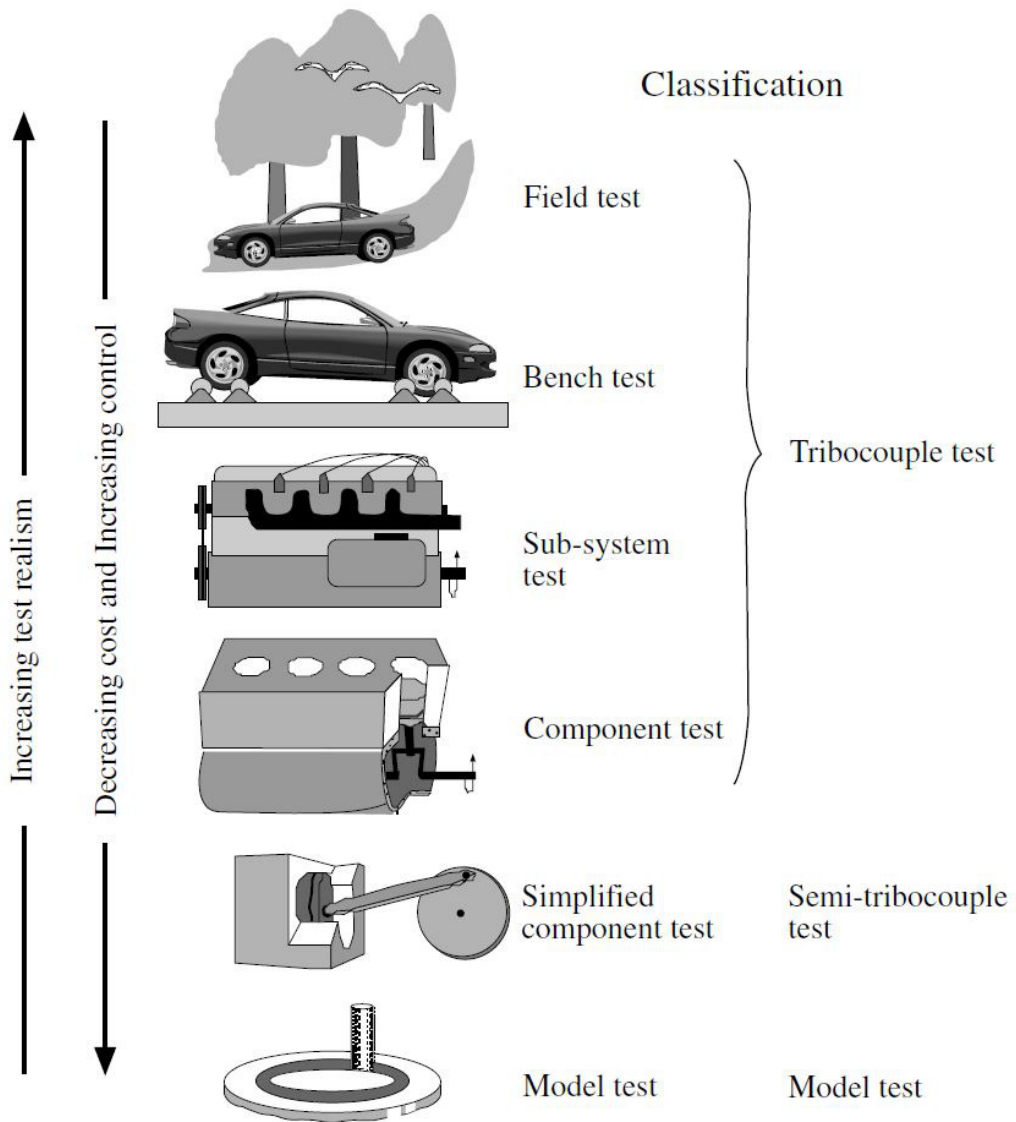 Classification
Field test
Bench test
Tribocouple test
Sub-system
test
Component test
Simplified
component test
Semi-tribocouple
test
Model test
Model test
Increasing test realism
Decreasing cost and Increasing control